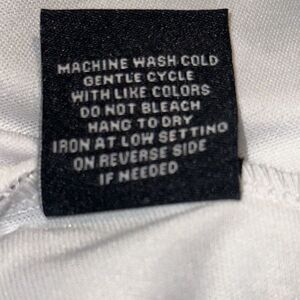 MACHINE WASH COLD
GENTLE CYCLE
WITH LIKE COLORS
DO NOT BLEACH
HANG TO DRY
IRON AT LOW SETTING
ON REVERSE SIDE
IF NEEDED